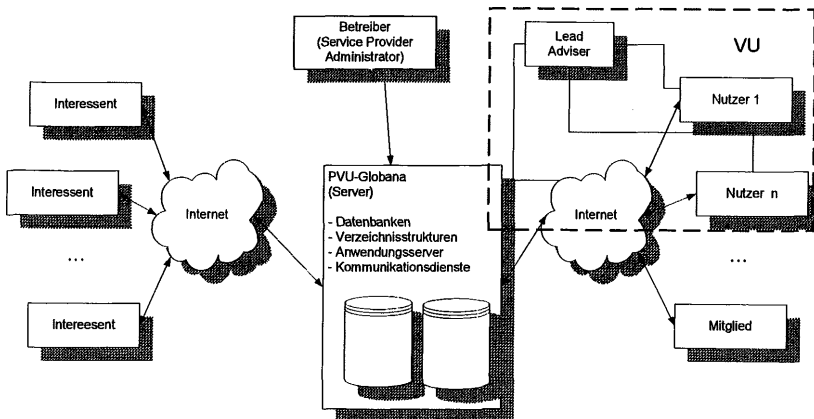 Betreiber
(Service Provider
Administrator)
Lead
Adviser
VU
Interessent
Nutzer 1
Interessent
Internet
PVU-Globana
(Server)
- Datenbanken
- Verzeichnisstrukturen
- Anwendungsserver
- Kommunikationsdienste
Internet
Nutzer n
...
...
Intereesent
Mitglied